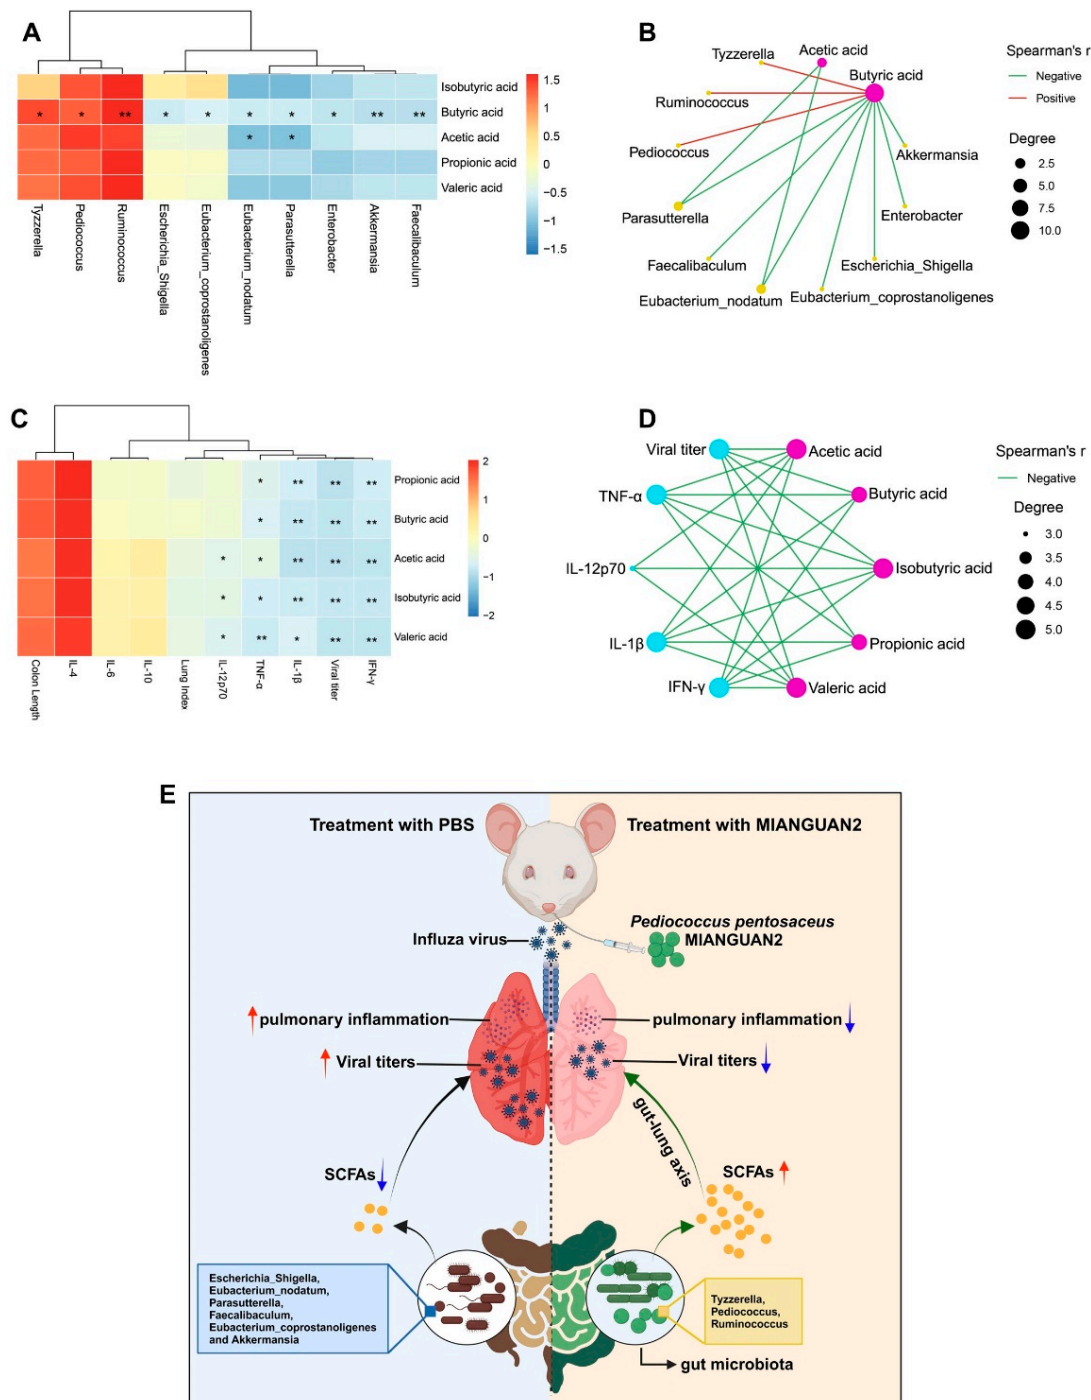 A
Isobutyric acid
Butyric acid
Acetic acid
Propionic acid
Valeric acid
* * ** * * * * * ** **
* *
1.5
1
0.5
0
−0.5
−1
−1.5
Tyzzerella
Pediococcus
Ruminococcus
Escherichia_Shigella
Eubacterium_coprostanoligenes
Eubacterium_nodatum
Parasutterella
Enterobacter
Akkermansia
Faecalibaculum
B
Tyzzerella
Acetic acid
Butyric acid
Ruminococcus
Pediococcus
Akkermansia
Parasutterella
Enterobacter
Faecalibaculum
Escherichia_Shigella
Eubacterium_nodatum
Eubacterium_coprostanoligenes
Spearman's r
Negative
Positive
Degree
2.5
5.0
7.5
10.0
C
Propionic acid
Butyric acid
Acetic acid
Isobutyric acid
Valeric acid
* ** ** **
* ** ** **
* * ** ** **
* * ** ** **
* ** * ** **
2
1
0
−1
−2
Colon Length
IL-4
IL-6
IL-10
Lung Index
IL-12p70
TNF-α
IL-1β
Viral titer
IFN-γ
D
Viral titer
Acetic acid
TNF-α
Butyric acid
IL-12p70
Isobutyric acid
IL-1β
Propionic acid
IFN-γ
Valeric acid
Spearman's r
Negative
Degree
3.0
3.5
4.0
4.5
5.0
E
Treatment with PBS
Treatment with MIANGUAN2
Pediococcus pentosaceus
MIANGUAN2
Influza virus
pulmonary inflammation
pulmonary inflammation
Viral titers
Viral titers
gut-lung axis
SCFAs
SCFAs
Escherichia_Shigella,
Eubacterium_nodatum,
Parasutterella,
Faecalibaculum,
Eubacterium_coprostanoligenes
and Akkermansia
Tyzzerella,
Pediococcus,
Ruminococcus
gut microbiota